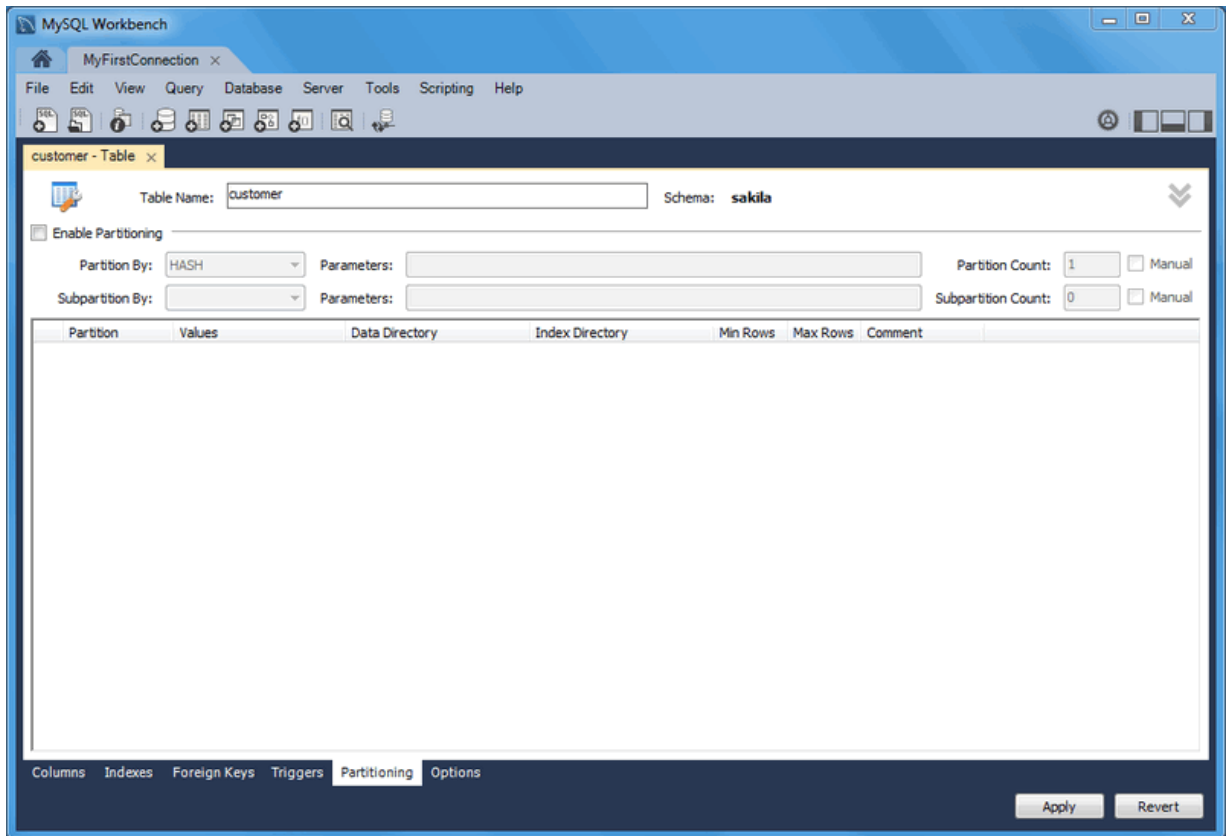 MySQL Workbench
MyFirstConnection
File Edit View Query Database Server Tools Scripting Help
customer - Table
Table Name: customer Schema: sakila
Enable Partitioning
Partition By: HASH Parameters: Partition Count: 1 Manual
Subpartition By: Parameters: Subpartition Count: 0 Manual
Partition Values Data Directory Index Directory Min Rows Max Rows Comment
Columns Indexes Foreign Keys Triggers Partitioning Options
Apply Revert